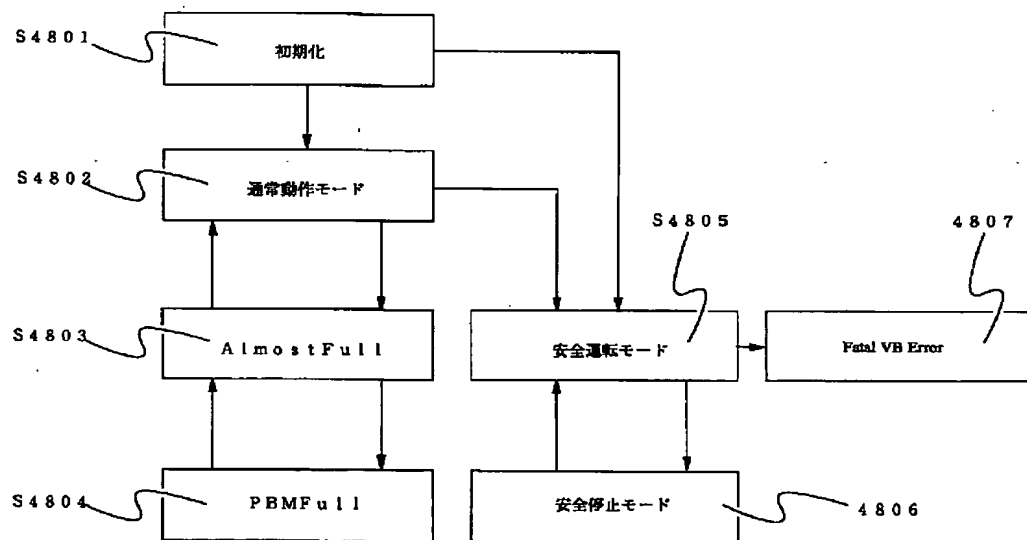 S4801
初期化
S4802
通常動作モード
S4805
4807
S4803
AlmostFull
安全運転モード
Fatal VB Error
S4804
PBMFull
安全停止モード
4806